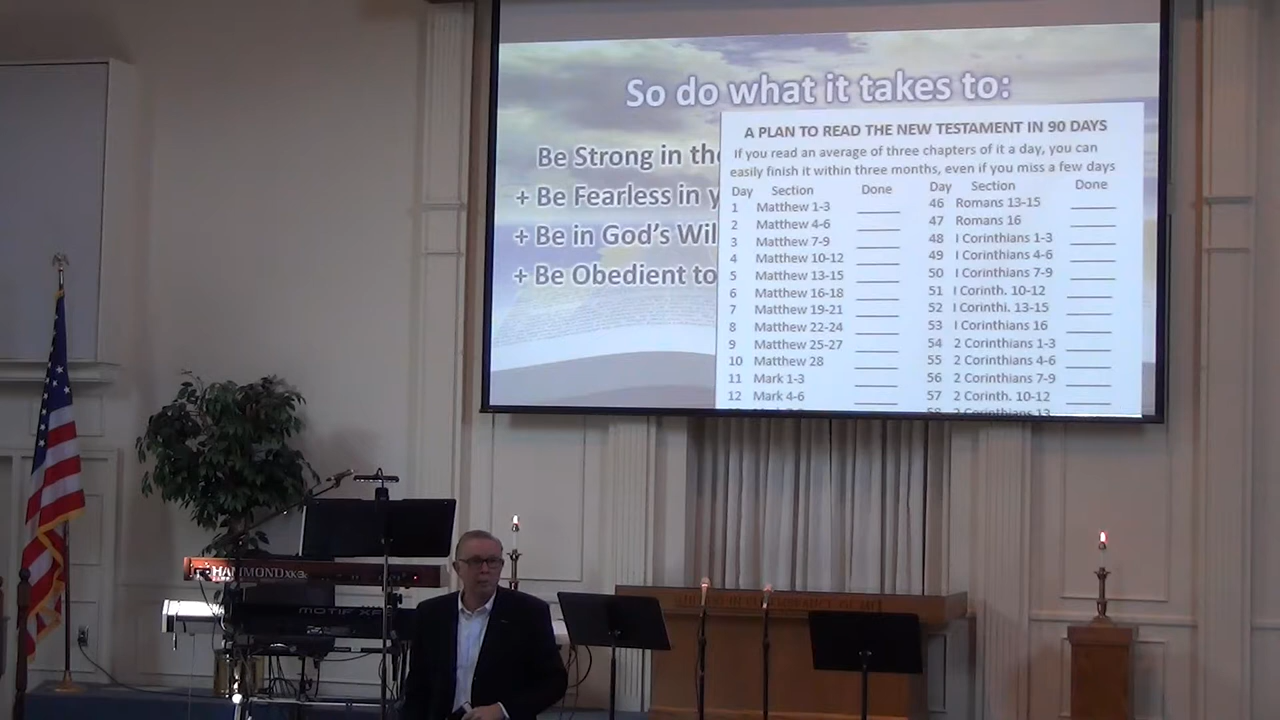 So do what it takes to:
Be Strong in the
+ Be Fearless in y
+ Be in God's Wil
+ Be Obedient to
A PLAN TO READ THE NEW TESTAMENT IN 90 DAYS
If you read an average of three chapters of it a day, you can
easily finish it within three months, even if you miss a few days
Day Section Done Day Section Done
1 Matthew 1-3 46 Romans 13-15
2 Matthew 4-6 47 Romans 16
3 Matthew 7-9 48 I Corinthians 1-3
4 Matthew 10-12 49 I Corinthians 4-6
5 Matthew 13-15 50 I Corinthians 7-9
6 Matthew 16-18 51 I Corinth. 10-12
7 Matthew 19-21 52 I Corinthi. 13-15
8 Matthew 22-24 53 I Corinthians 16
9 Matthew 25-27 54 2 Corinthians 1-3
10 Matthew 28 55 2 Corinthians 4-6
11 Mark 1-3 56 2 Corinthians 7-9
12 Mark 4-6 57 2 Corinth. 10-12
58 2 Corinthians 13
HAMMOND XK-3c
MOTIF XF8